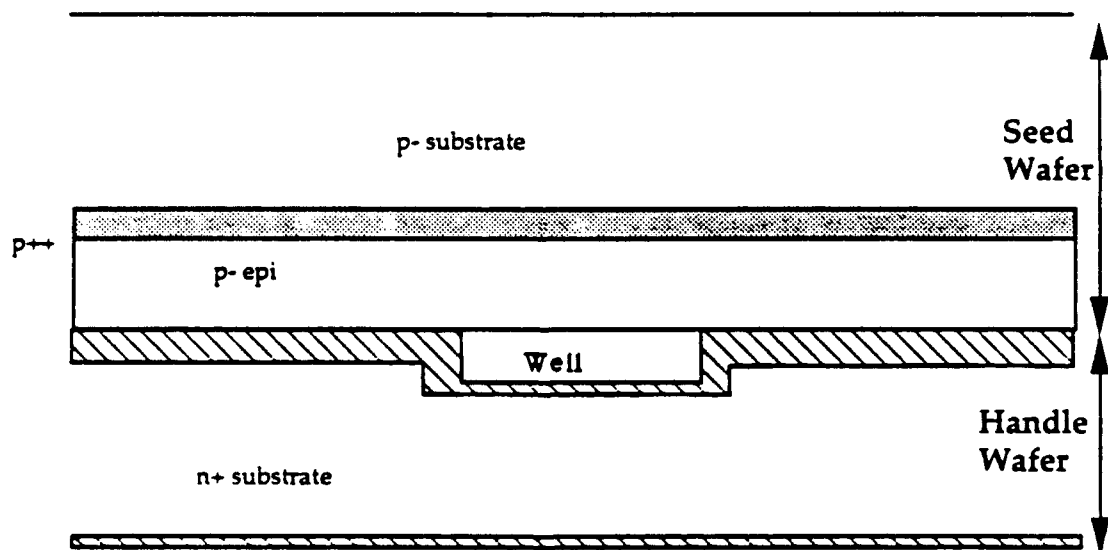 p- substrate
Seed
Wafer
p++
p- epi
Well
Handle
Wafer
n+ substrate